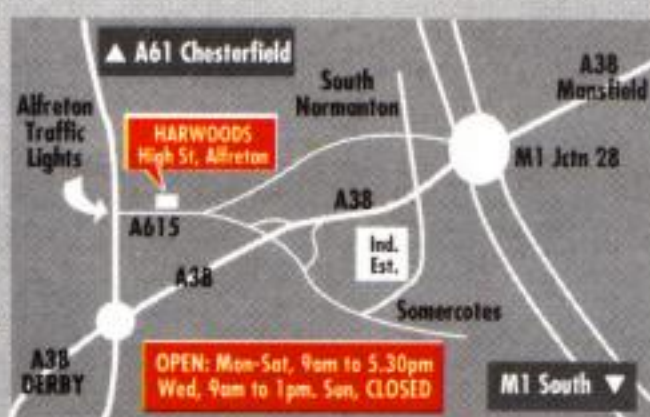 ▲ A61 Chesterfield
A38
Mansfield
South
Normanton
Alfreton
Traffic
Lights
HARWOODS
High St, Alfreton
M1 Jctn 28
A38
A615
Ind.
Est.
A38
Somercotes
A38
DERBY
OPEN: Mon-Sat, 9am to 5.30pm
Wed, 9am to 1pm. Sun, CLOSED
M1 South ▼